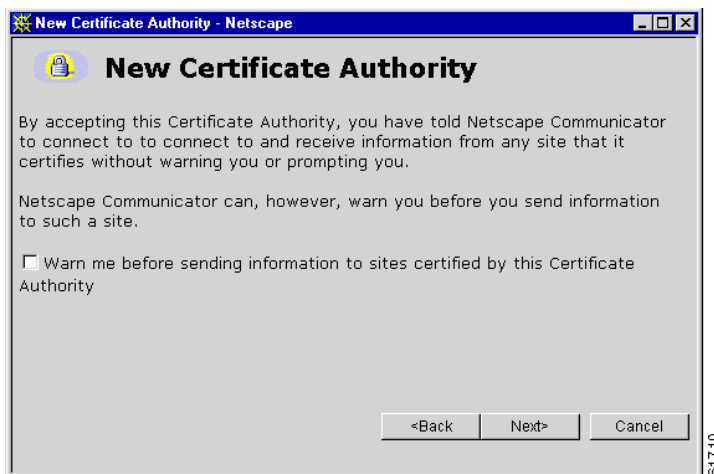 New Certificate Authority - Netscape
New Certificate Authority
By accepting this Certificate Authority, you have told Netscape Communicator
to connect to to connect to and receive information from any site that it
certifies without warning you or prompting you.
Netscape Communicator can, however, warn you before you send information
to such a site.
Warn me before sending information to sites certified by this Certificate
Authority
<Back
Next>
Cancel